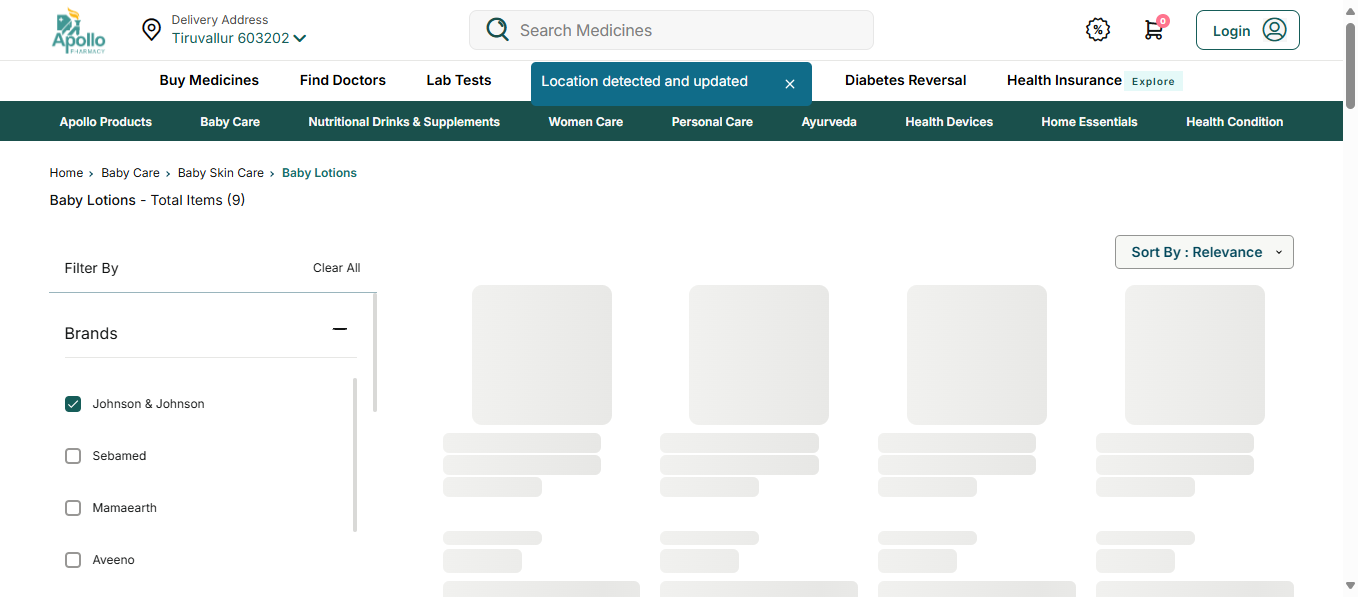 Apollo
PHARMACY
Delivery Address
Tiruvallur 603202
Search Medicines
%
0
Login
Buy Medicines
Find Doctors
Lab Tests
Location detected and updated
Diabetes Reversal
Health Insurance
Explore
Apollo Products
Baby Care
Nutritional Drinks & Supplements
Women Care
Personal Care
Ayurveda
Health Devices
Home Essentials
Health Condition
Home › Baby Care › Baby Skin Care › Baby Lotions
Baby Lotions - Total Items (9)
Sort By : Relevance
Filter By
Clear All
Brands
Johnson & Johnson
Sebamed
Mamaearth
Aveeno